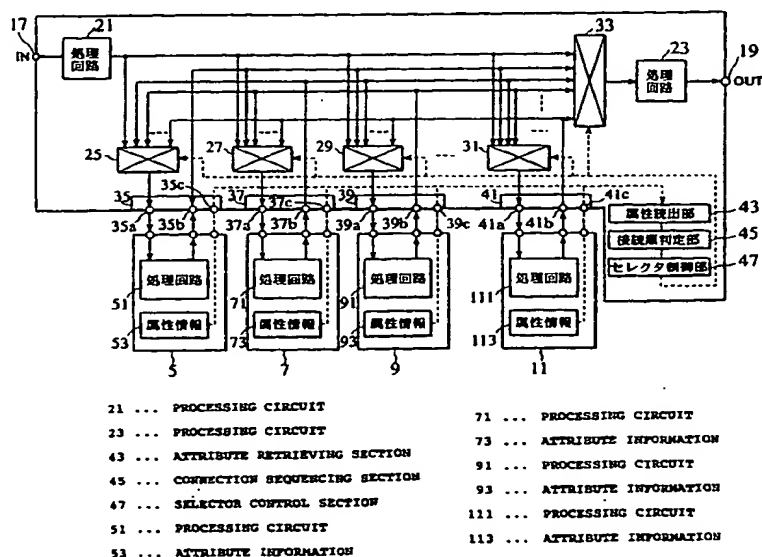 21
33
17
処理回路
23
19
IN
処理回路
OUT
25
27
29
31
35
35c
37
37c
39
41
41c
35a
35b
37a
37b
39a
39b
39c
41a
41b
属性読出部
43
接続順判定部
45
セレクタ制御部
47
51
処理回路
71
処理回路
91
処理回路
111
処理回路
53
属性情報
73
属性情報
93
属性情報
113
属性情報
5
7
9
11
21 ... PROCESSING CIRCUIT
23 ... PROCESSING CIRCUIT
43 ... ATTRIBUTE RETRIEVING SECTION
45 ... CONNECTION SEQUENCING SECTION
47 ... SELECTOR CONTROL SECTION
51 ... PROCESSING CIRCUIT
53 ... ATTRIBUTE INFORMATION
71 ... PROCESSING CIRCUIT
73 ... ATTRIBUTE INFORMATION
91 ... PROCESSING CIRCUIT
93 ... ATTRIBUTE INFORMATION
111 ... PROCESSING CIRCUIT
113 ... ATTRIBUTE INFORMATION